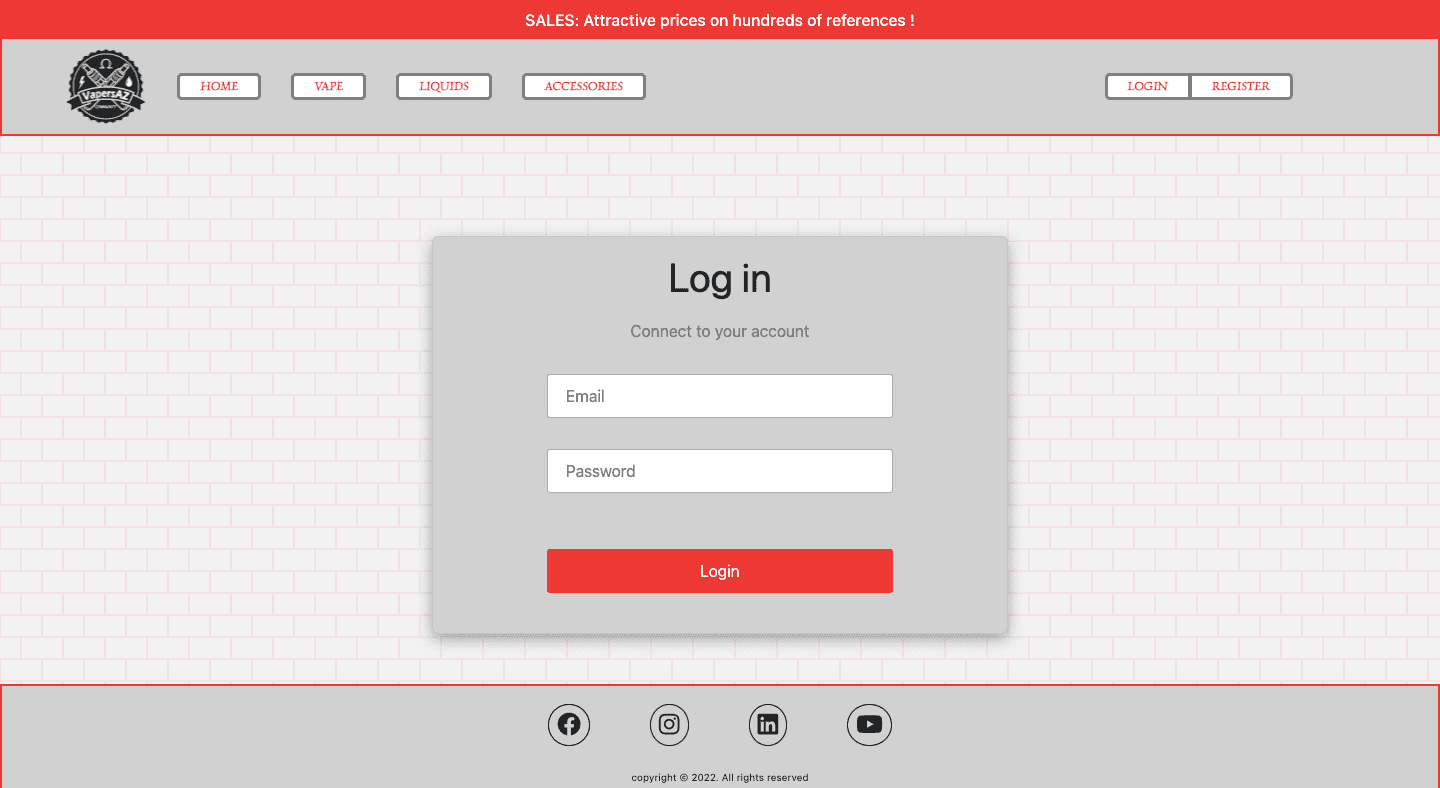 SALES: Attractive prices on hundreds of references !
Ω
VapersAZ
COMMUNITY
HOME
VAPE
LIQUIDS
ACCESSORIES
LOGIN
REGISTER
Log in
Connect to your account
Email
Password
Login
copyright © 2022. All rights reserved